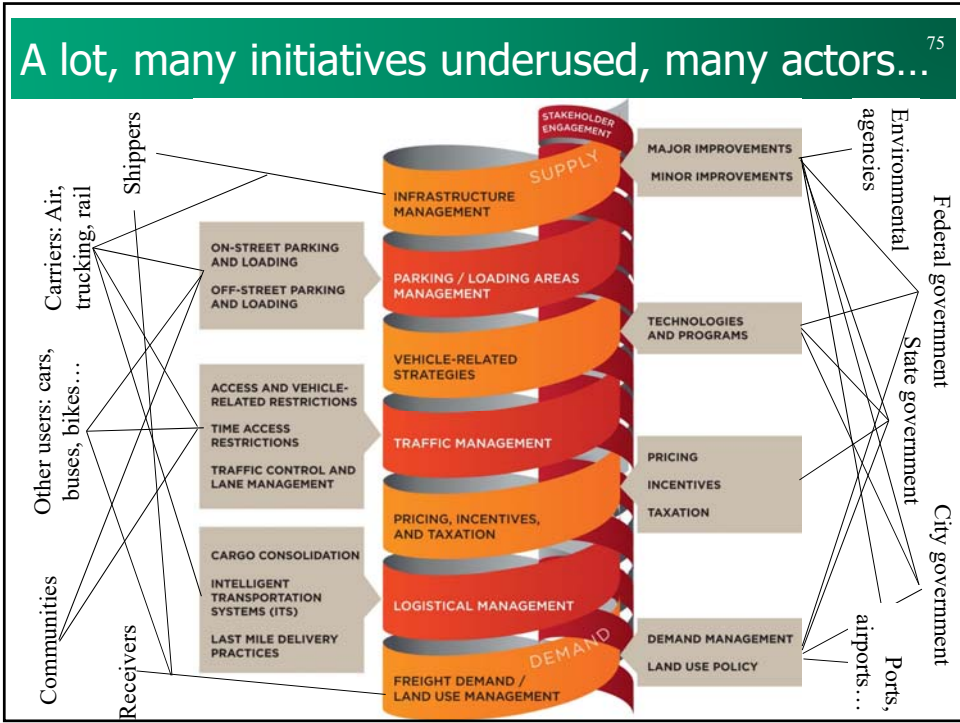 A lot, many initiatives underused, many actors…
75
Shippers
Carriers: Air,
trucking, rail
Other users: cars,
buses, bikes…
Communities
Receivers
ON-STREET PARKING
AND LOADING
OFF-STREET PARKING
AND LOADING
ACCESS AND VEHICLE-
RELATED RESTRICTIONS
TIME ACCESS
RESTRICTIONS
TRAFFIC CONTROL AND
LANE MANAGEMENT
CARGO CONSOLIDATION
INTELLIGENT
TRANSPORTATION
SYSTEMS (ITS)
LAST MILE DELIVERY
PRACTICES
STAKEHOLDER
ENGAGEMENT
SUPPLY
INFRASTRUCTURE
MANAGEMENT
PARKING / LOADING AREAS
MANAGEMENT
VEHICLE-RELATED
STRATEGIES
TRAFFIC MANAGEMENT
PRICING, INCENTIVES,
AND TAXATION
LOGISTICAL MANAGEMENT
DEMAND
FREIGHT DEMAND /
LAND USE MANAGEMENT
MAJOR IMPROVEMENTS
MINOR IMPROVEMENTS
TECHNOLOGIES
AND PROGRAMS
PRICING
INCENTIVES
TAXATION
DEMAND MANAGEMENT
LAND USE POLICY
Environmental
agencies
Federal government
State government
City government
Ports,
airports…